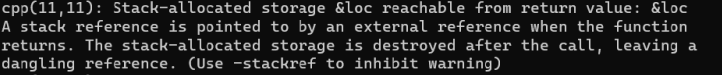 cpp(11,11): Stack-allocated storage &loc reachable from return value: &loc
A stack reference is pointed to by an external reference when the function
returns. The stack-allocated storage is destroyed after the call, leaving a
dangling reference. (Use -stackref to inhibit warning)